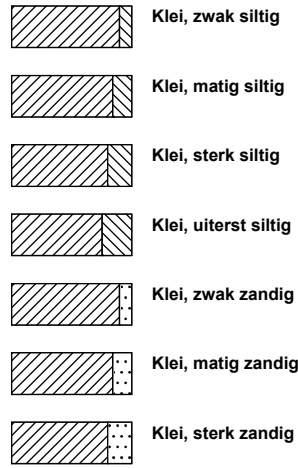 Klei, zwak siltig
Klei, matig siltig
Klei, sterk siltig
Klei, uiterst siltig
Klei, zwak zandig
Klei, matig zandig
Klei, sterk zandig